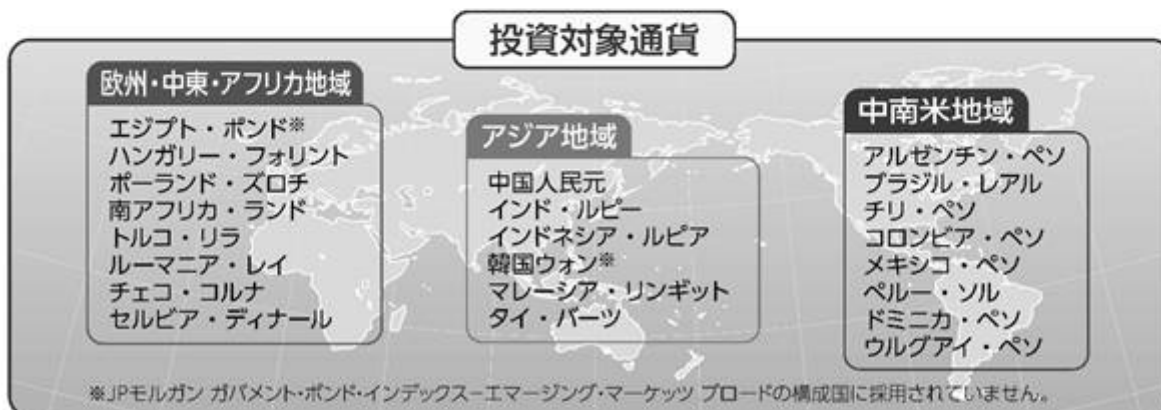 投資対象通貨
欧州・中東・アフリカ地域
エジプト・ポンド※
ハンガリー・フォリント
ポーランド・ズロチ
南アフリカ・ランド
トルコ・リラ
ルーマニア・レイ
チェコ・コルナ
セルビア・ディナール
アジア地域
中国人民元
インド・ルピー
インドネシア・ルピア
韓国ウォン※
マレーシア・リンギット
タイ・バーツ
中南米地域
アルゼンチン・ペソ
ブラジル・レアル
チリ・ペソ
コロンビア・ペソ
メキシコ・ペソ
ペルー・ソル
ドミニカ・ペソ
ウルグアイ・ペソ
※JPモルガン ガバメント・ボンド・インデックス－エマージング・マーケッツ ブロードの構成国に採用されていません。